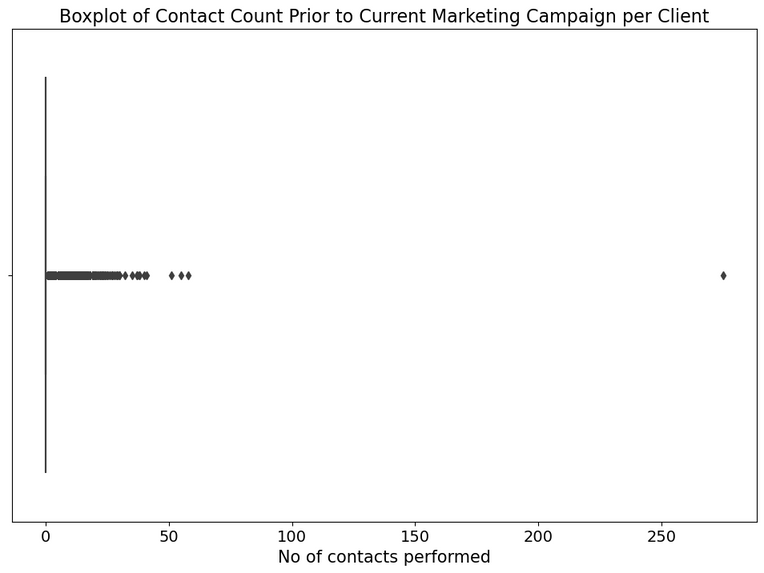 Boxplot of Contact Count Prior to Current Marketing Campaign per Client
0 50 100 150 200 250
No of contacts performed